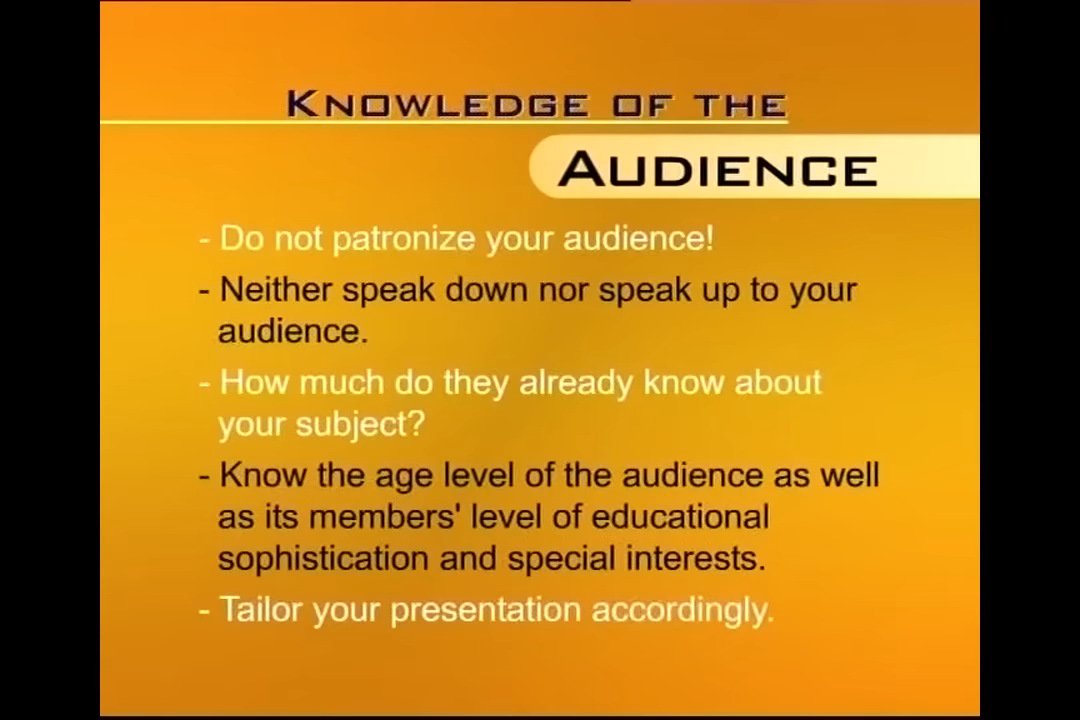 KNOWLEDGE OF THE
AUDIENCE
- Do not patronize your audience!
- Neither speak down nor speak up to your
audience.
- How much do they already know about
your subject?
- Know the age level of the audience as well
as its members' level of educational
sophistication and special interests.
- Tailor your presentation accordingly.